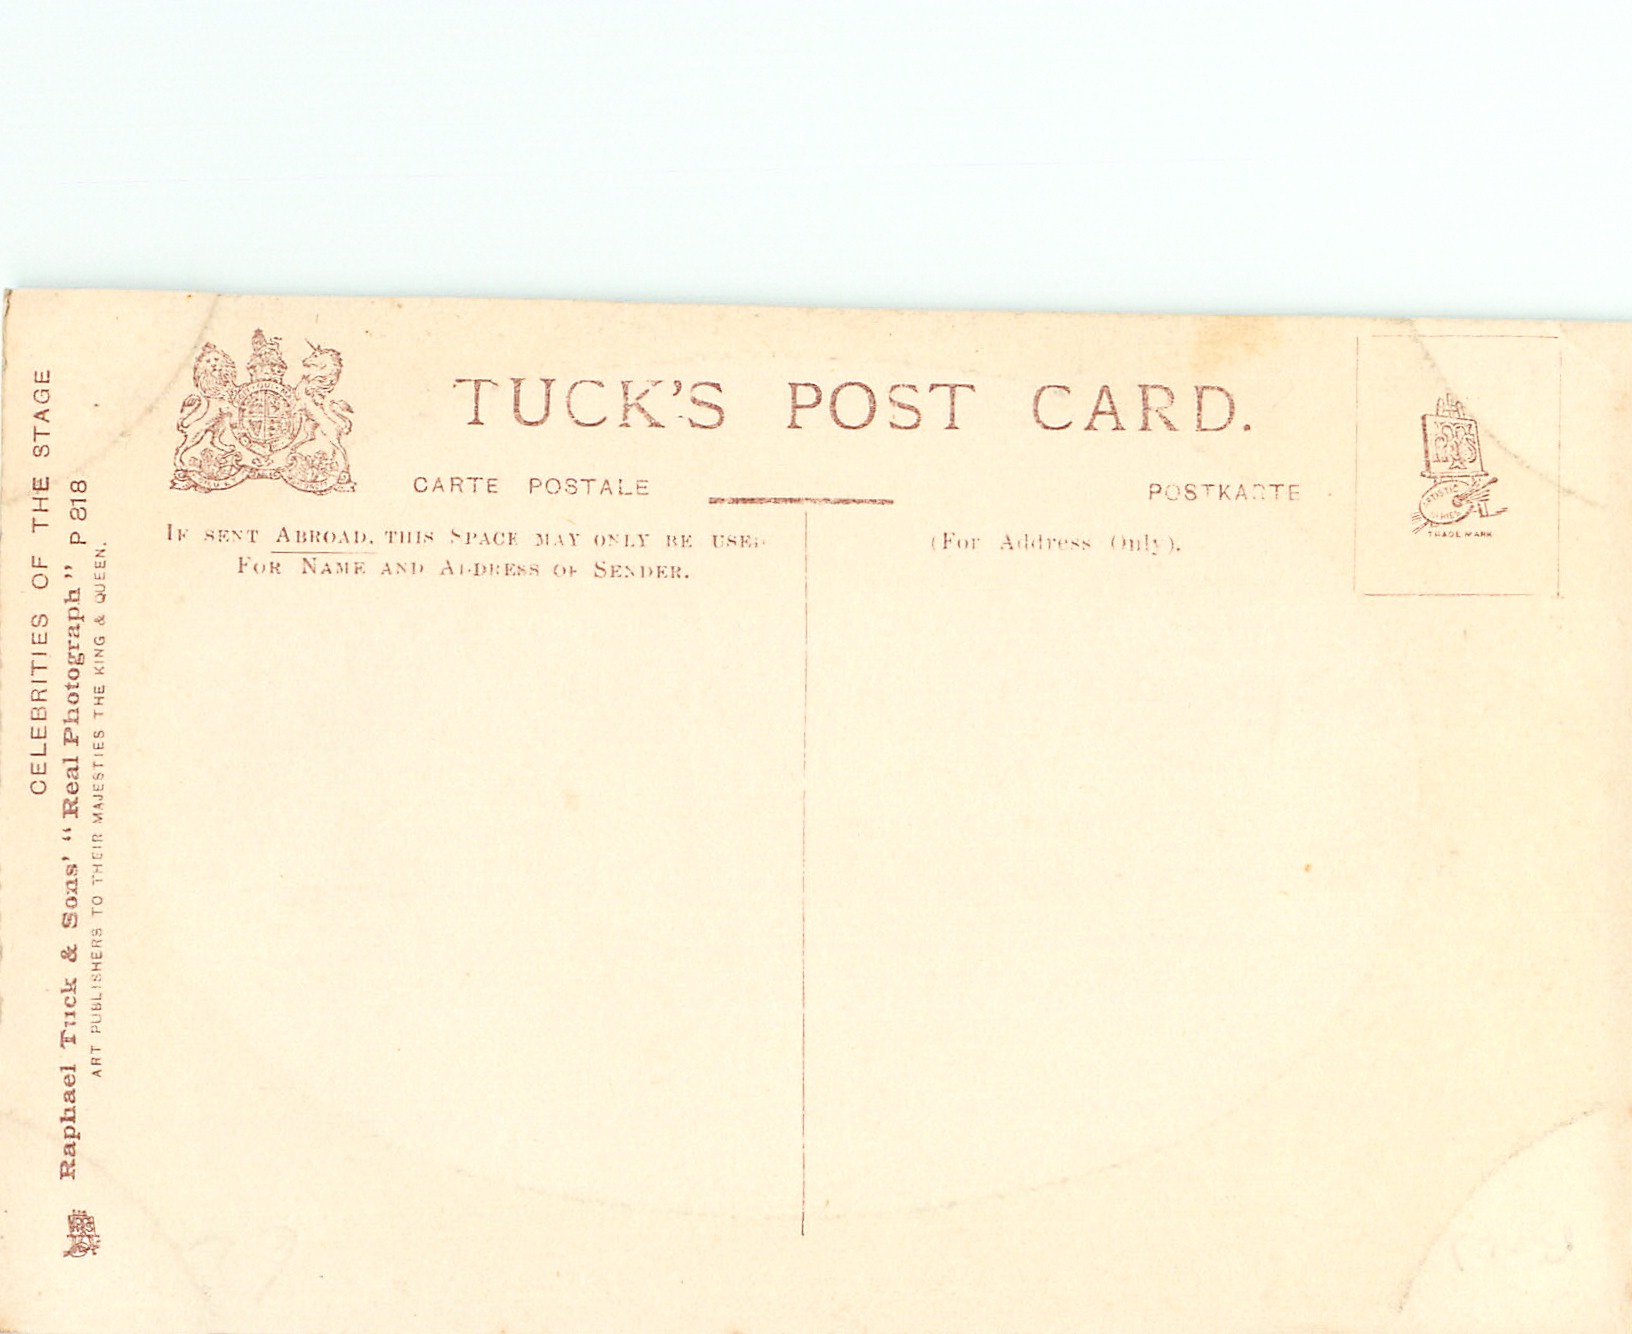 TUCK'S POST CARD.
CARTE POSTALE
POSTKARTE
IF SENT ABROAD, THIS SPACE MAY ONLY BE USED
FOR NAME AND ADDRESS OF SENDER.
(For Address Only).
ARTISTIC
SERIES
TRADE MARK
CELEBRITIES OF THE STAGE
Raphael Tuck & Sons' "Real Photograph" P 818
ART PUBLISHERS TO THEIR MAJESTIES THE KING & QUEEN.